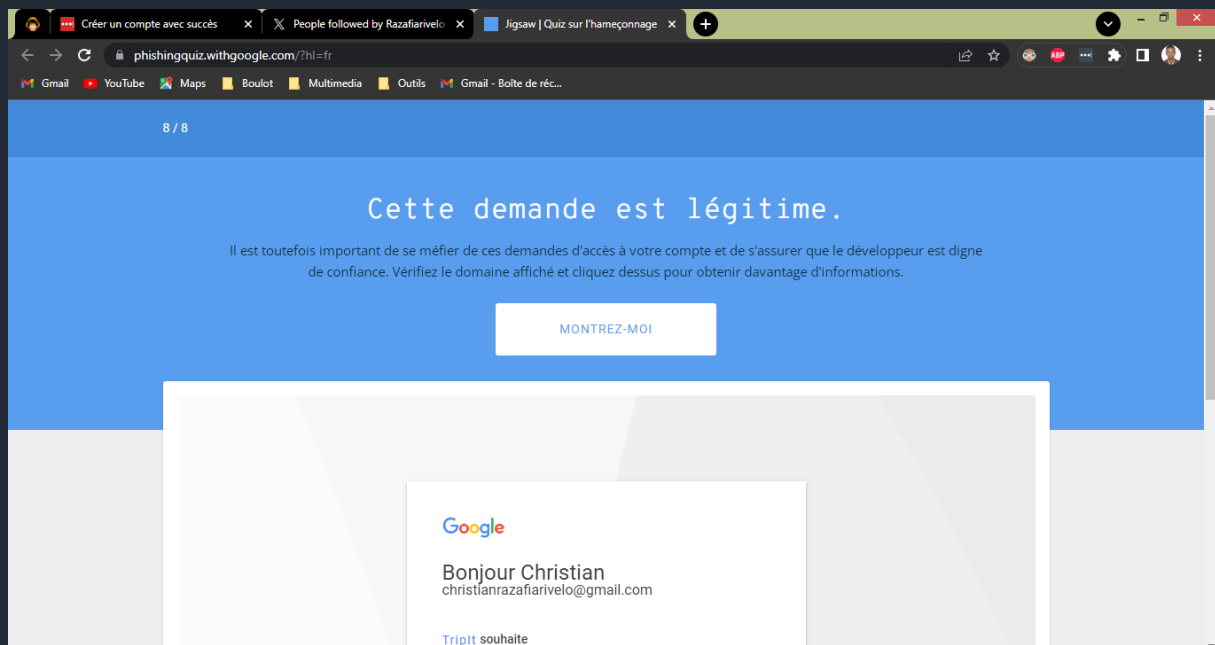 Créer un compte avec succès
People followed by Razafiarivelo
Jigsaw | Quiz sur l'hameçonnage
phishingquiz.withgoogle.com/?hl=fr
ABP
Gmail YouTube Maps Boulot Multimedia Outils Gmail - Boîte de réc...
8 / 8
Cette demande est légitime.
Il est toutefois important de se méfier de ces demandes d'accès à votre compte et de s'assurer que le développeur est digne
de confiance. Vérifiez le domaine affiché et cliquez dessus pour obtenir davantage d'informations.
MONTREZ-MOI
Google
Bonjour Christian
christianrazafiarivelo@gmail.com
TripIt souhaite